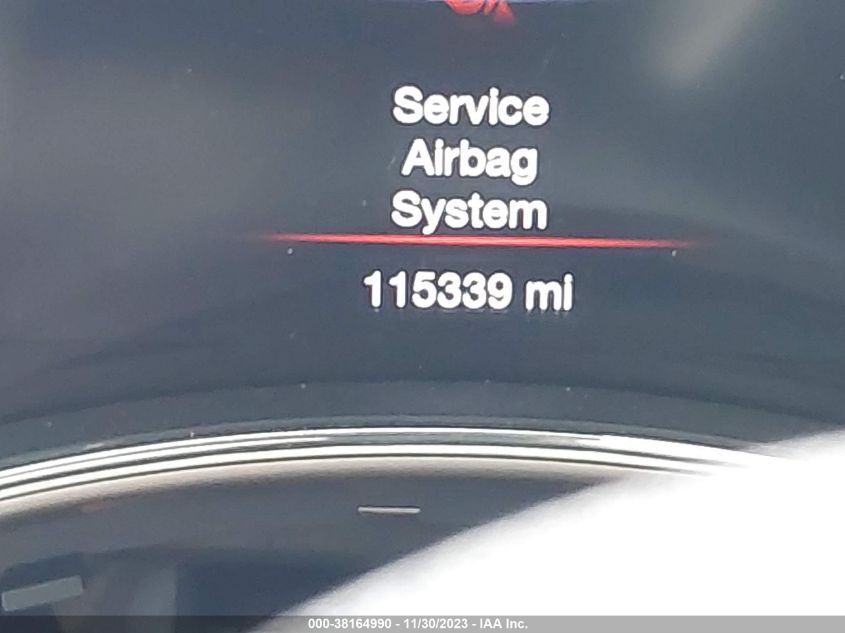 Service
Airbag
System
115339 mi
000-38164990 - 11/30/2023 - IAA Inc.